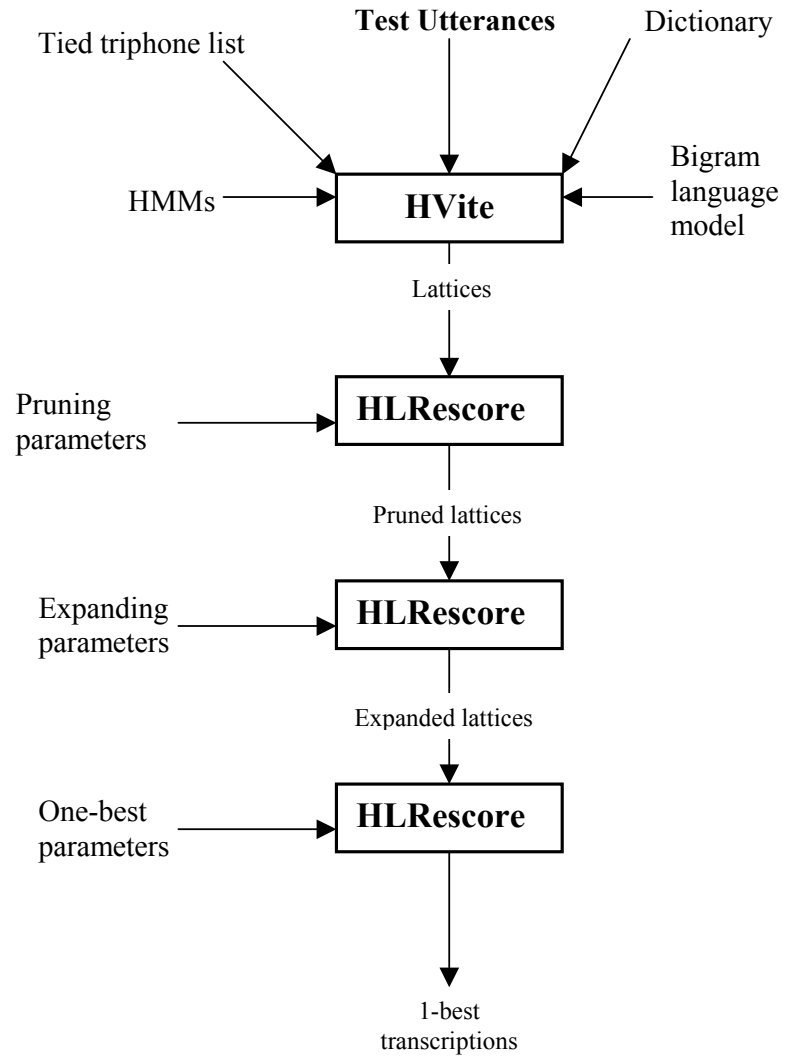 Test Utterances
Dictionary
Tied triphone list
HMMs
HVite
Bigram
language
model
Lattices
Pruning
parameters
HLRescore
Pruned lattices
Expanding
parameters
HLRescore
Expanded lattices
One-best
parameters
HLRescore
1-best
transcriptions